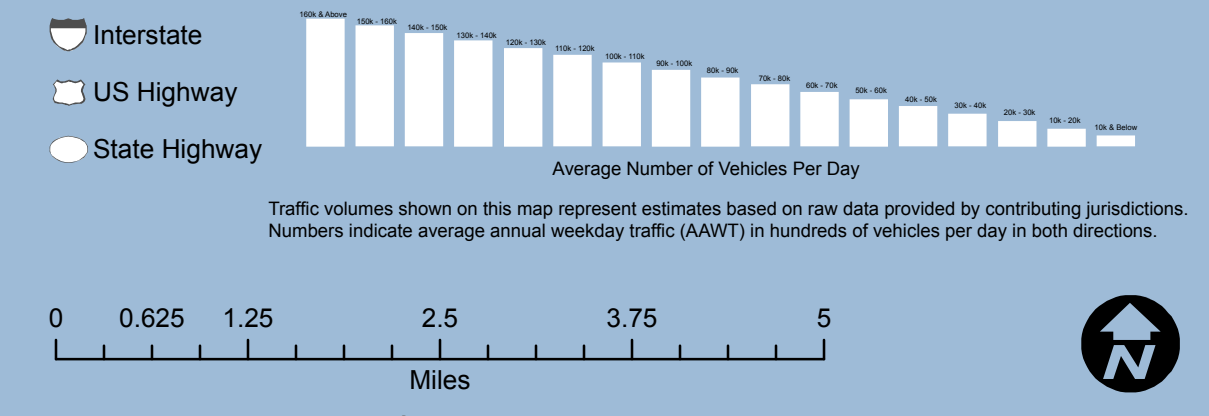 Interstate
US Highway
State Highway
160k & Above
150k - 160k
140k - 150k
130k - 140k
120k - 130k
110k - 120k
100k - 110k
90k - 100k
80k - 90k
70k - 80k
60k - 70k
50k - 60k
40k - 50k
30k - 40k
20k - 30k
10k - 20k
10k & Below
Average Number of Vehicles Per Day
Traffic volumes shown on this map represent estimates based on raw data provided by contributing jurisdictions.
Numbers indicate average annual weekday traffic (AAWT) in hundreds of vehicles per day in both directions.
0 0.625 1.25 2.5 3.75 5
Miles
N